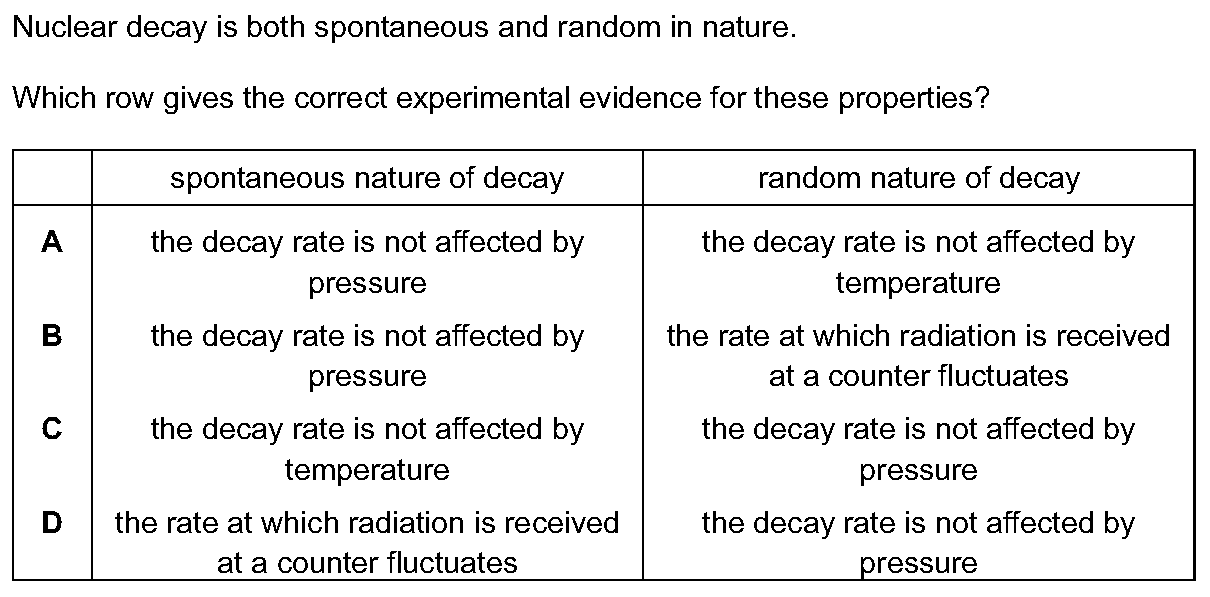 Nuclear decay is both spontaneous and random in nature.
Which row gives the correct experimental evidence for these properties?
spontaneous nature of decay random nature of decay
A the decay rate is not affected by pressure the decay rate is not affected by temperature
B the decay rate is not affected by pressure the rate at which radiation is received at a counter fluctuates
C the decay rate is not affected by temperature the decay rate is not affected by pressure
D the rate at which radiation is received at a counter fluctuates the decay rate is not affected by pressure